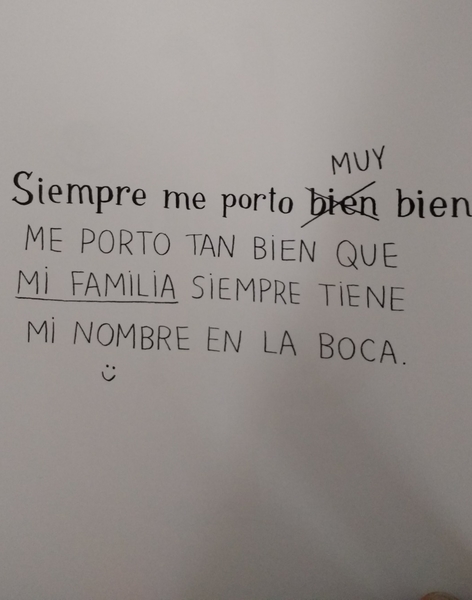 MUY
Siempre me porto bien bien
ME PORTO TAN BIEN QUE
MI FAMILIA SIEMPRE TIENE
MI NOMBRE EN LA BOCA.